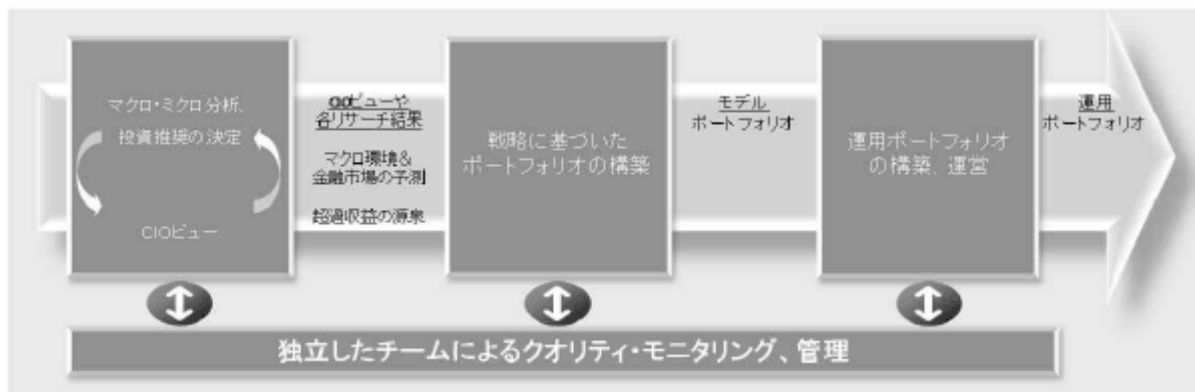 マクロ・ミクロ分析、
投資推奨の決定
CIOビュー
CIOビューや
各リサーチ結果
マクロ環境&
金融市場の予測
超過収益の源泉
戦略に基づいた
ポートフォリオの構築
モデル
ポートフォリオ
運用ポートフォリオ
の構築、運営
運用
ポートフォリオ
独立したチームによるクオリティ・モニタリング、管理